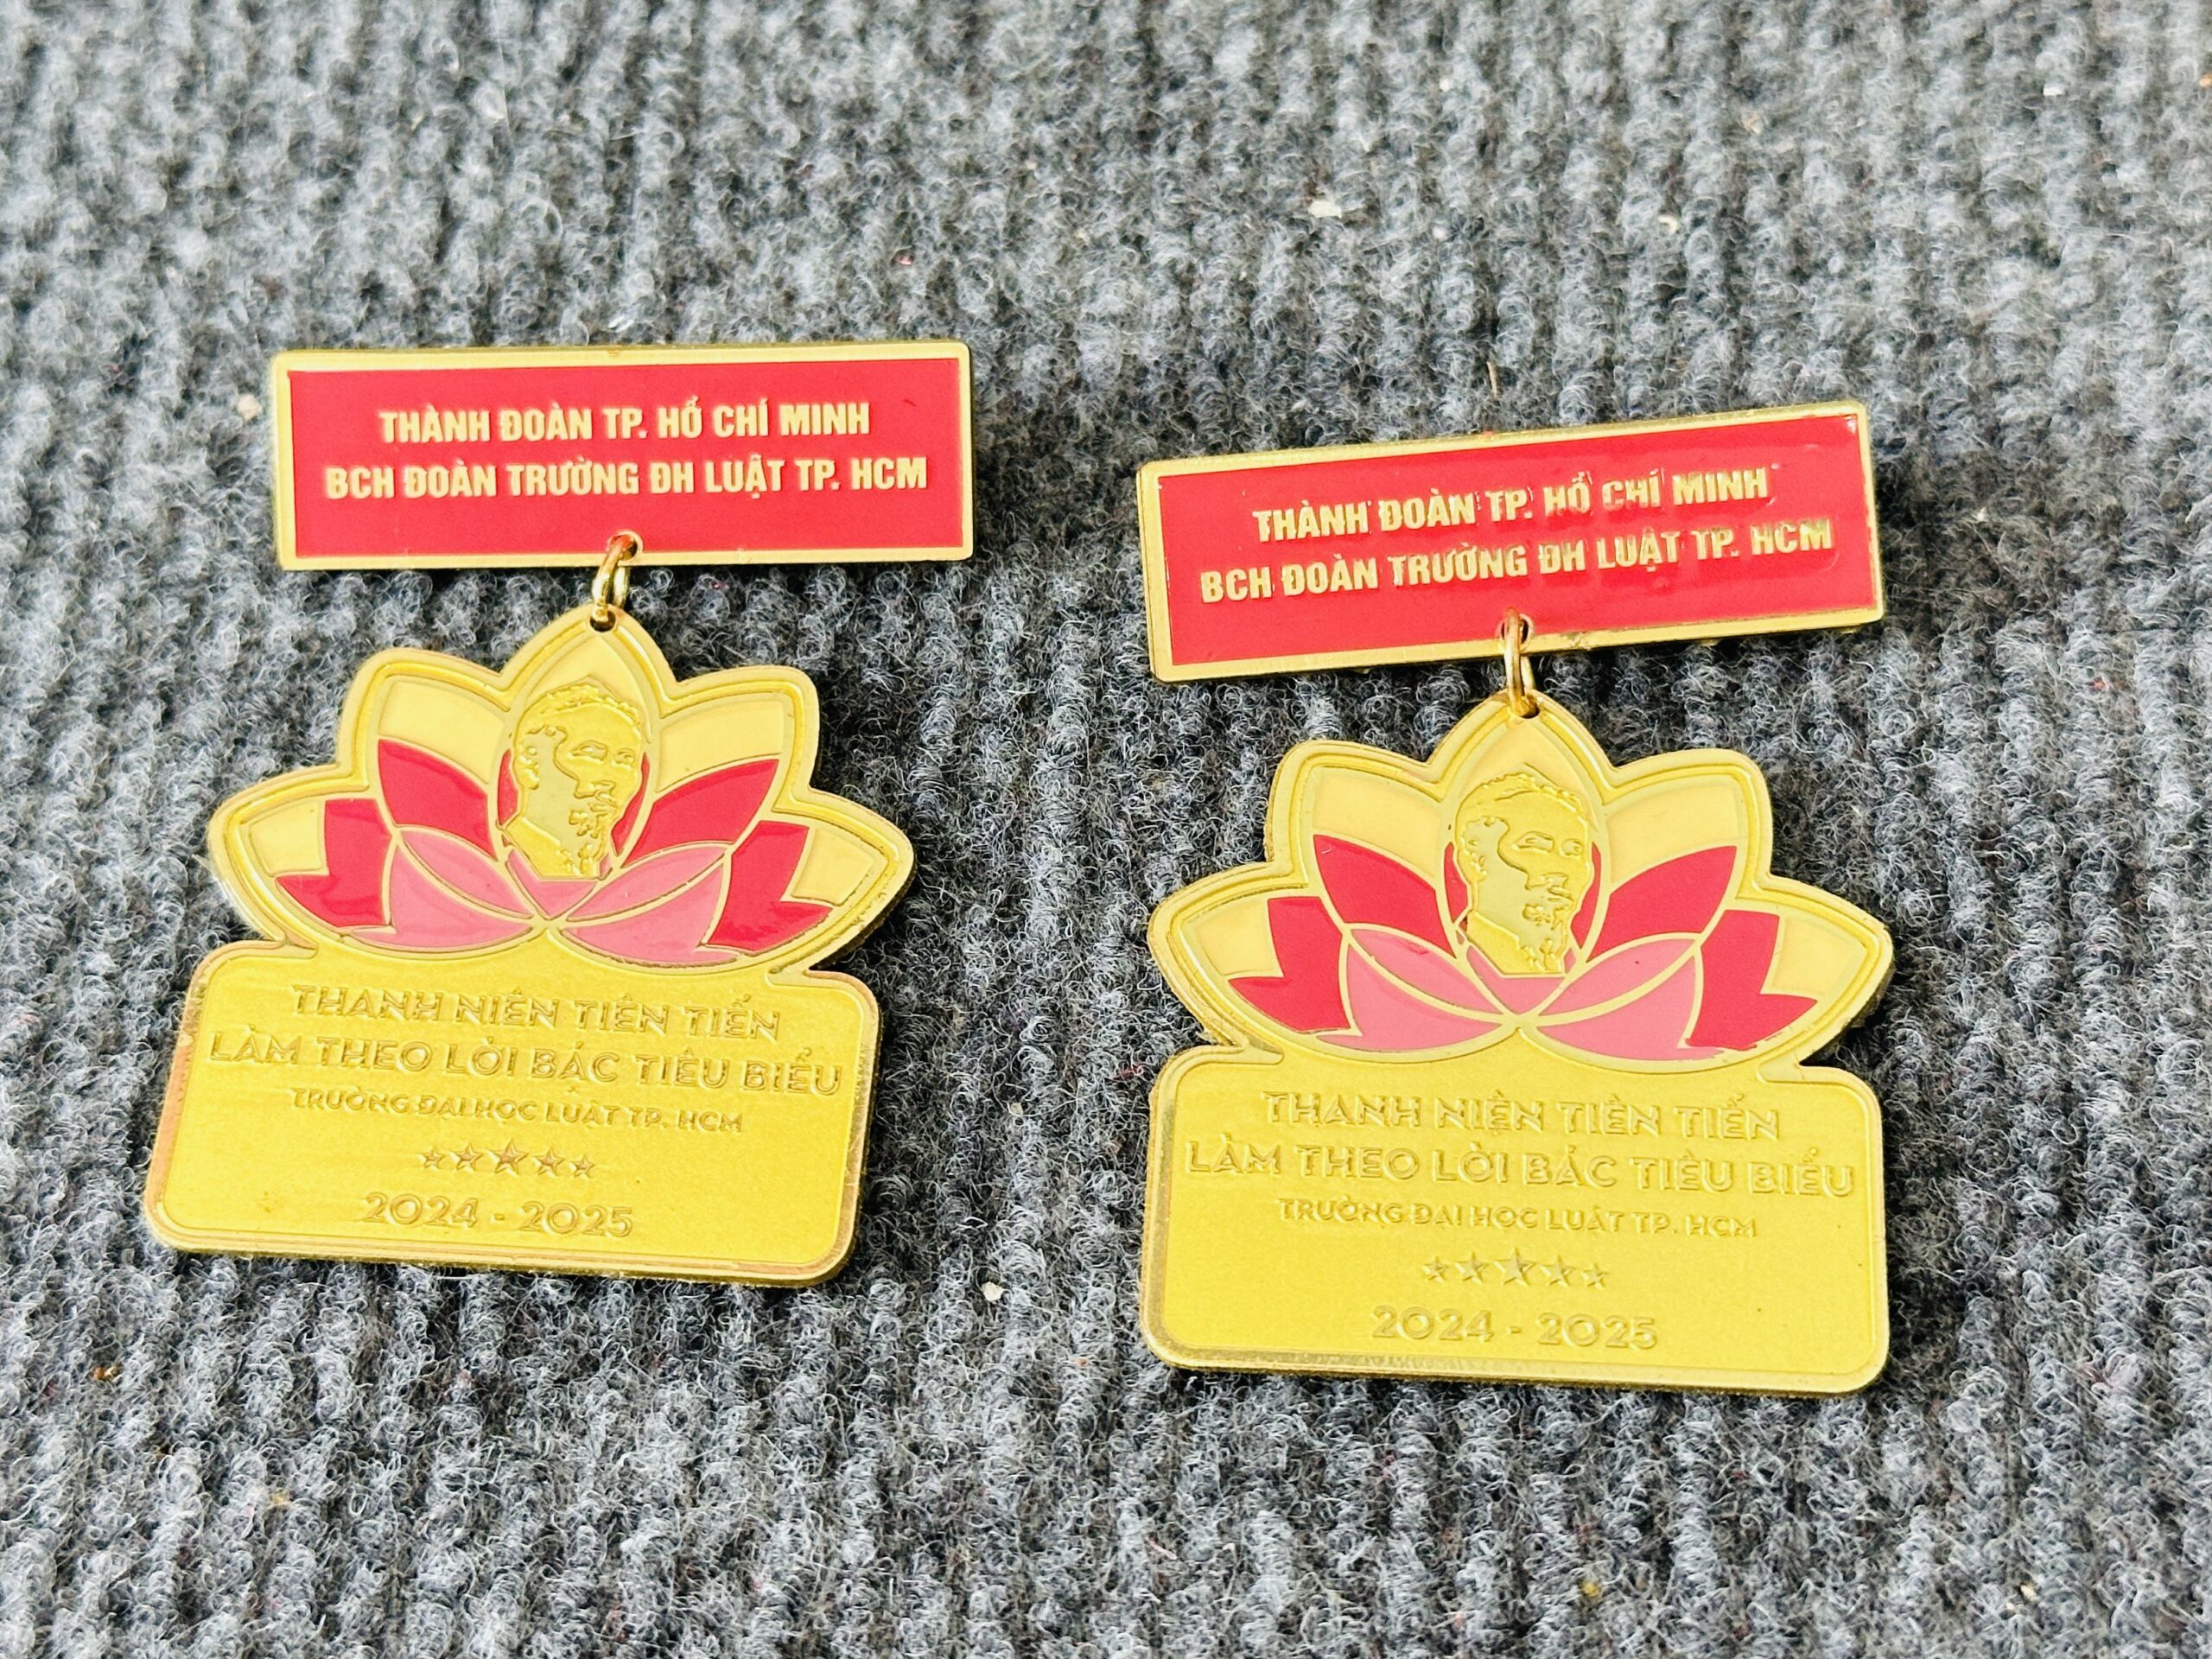 THÀNH ĐOÀN TP. HỒ CHÍ MINH
BCH ĐOÀN TRƯỜNG ĐH LUẬT TP. HCM
THANH NIÊN TIÊN TIẾN
LÀM THEO LỜI BÁC TIÊU BIỂU
TRƯỜNG ĐẠI HỌC LUẬT TP. HCM
2024 - 2025
THÀNH ĐOÀN TP. HỒ CHÍ MINH
BCH ĐOÀN TRƯỜNG ĐH LUẬT TP. HCM
THANH NIÊN TIÊN TIẾN
LÀM THEO LỜI BÁC TIÊU BIỂU
TRƯỜNG ĐẠI HỌC LUẬT TP. HCM
2024 - 2025